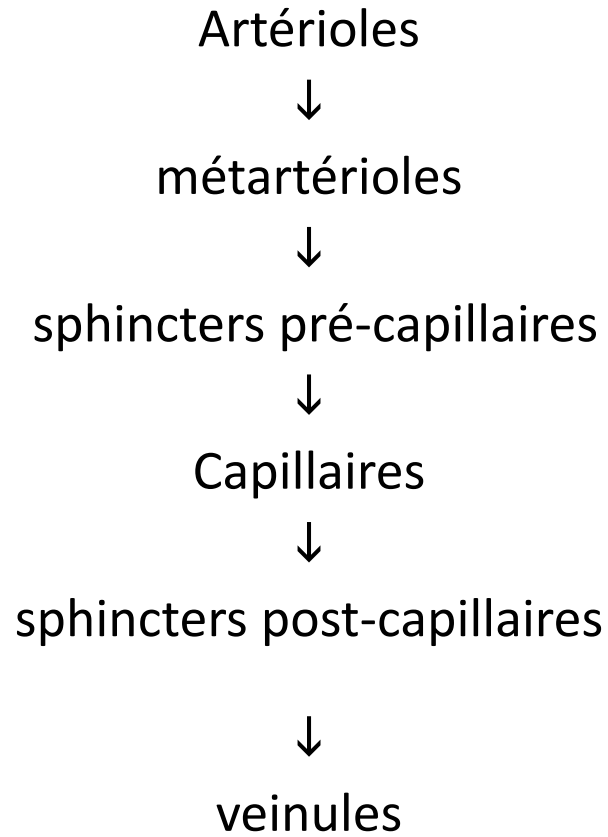 Artérioles
↓
métartérioles
↓
sphincters pré-capillaires
↓
Capillaires
↓
sphincters post-capillaires
↓
veinules